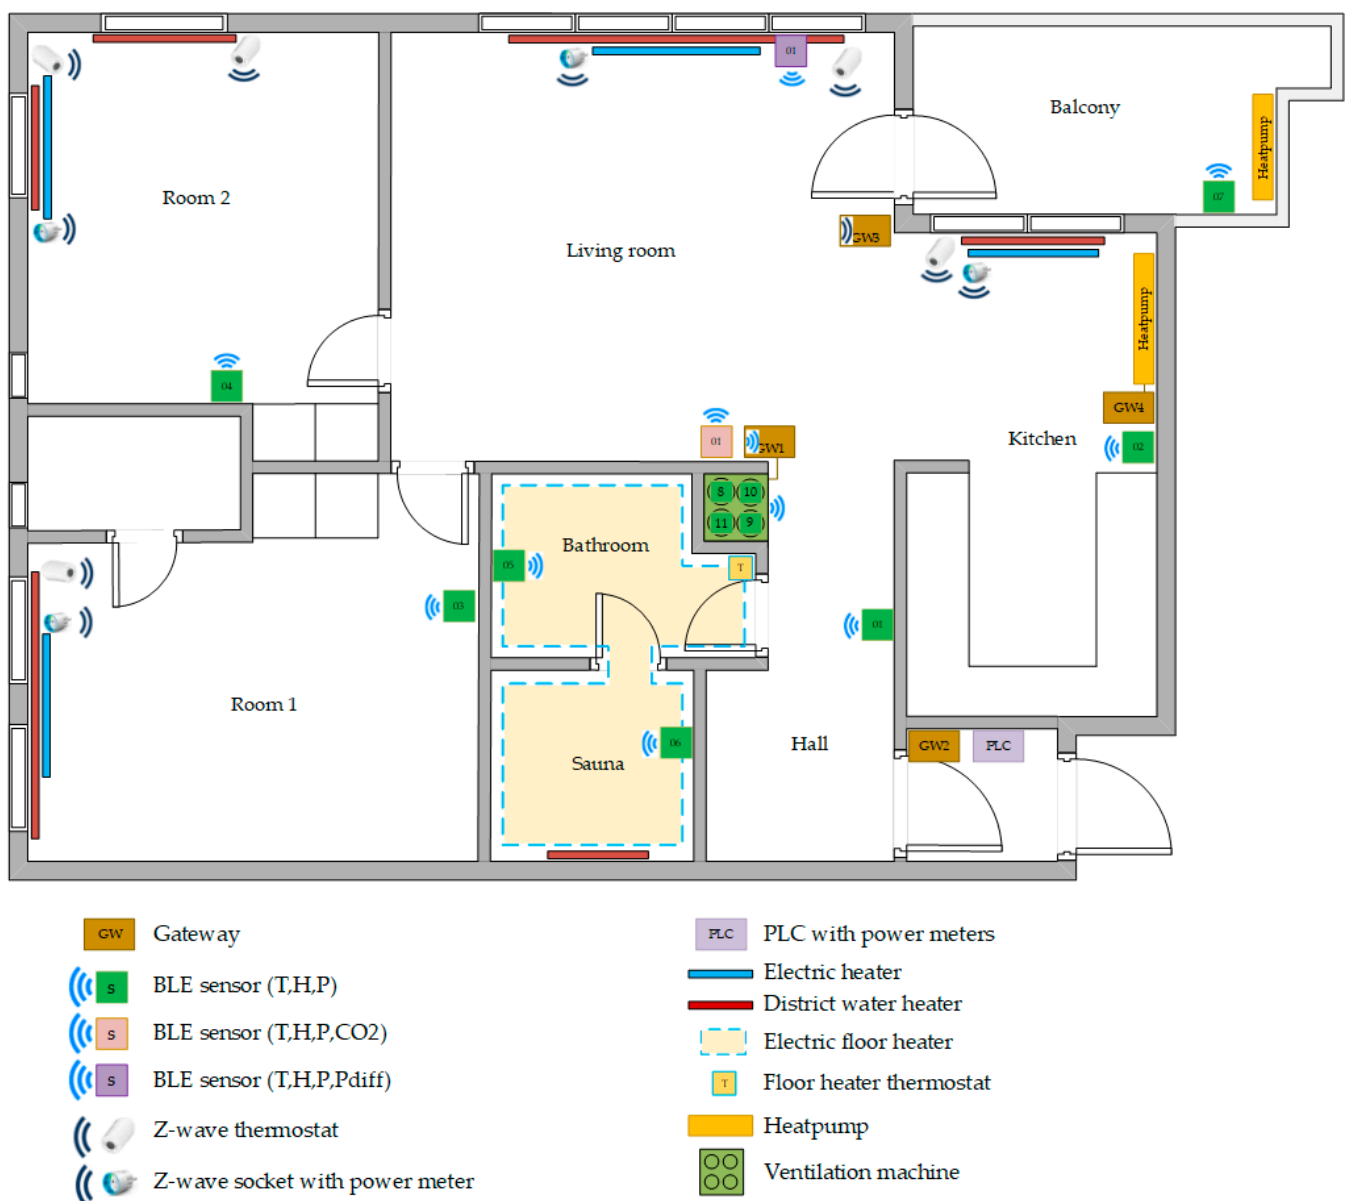 01
Balcony
Heatpump
Room 2
07
GW3
Living room
Heatpump
04
GW4
01
GW1
Kitchen
02
8
10
11
9
Bathroom
05
T
03
01
Room 1
Hall
06
GW2
PLC
Sauna
GW
Gateway
PLC
PLC with power meters
S
BLE sensor (T,H,P)
Electric heater
District water heater
S
BLE sensor (T,H,P,CO2)
Electric floor heater
S
BLE sensor (T,H,P,Pdiff)
T
Floor heater thermostat
Z-wave thermostat
Heatpump
Z-wave socket with power meter
Ventilation machine